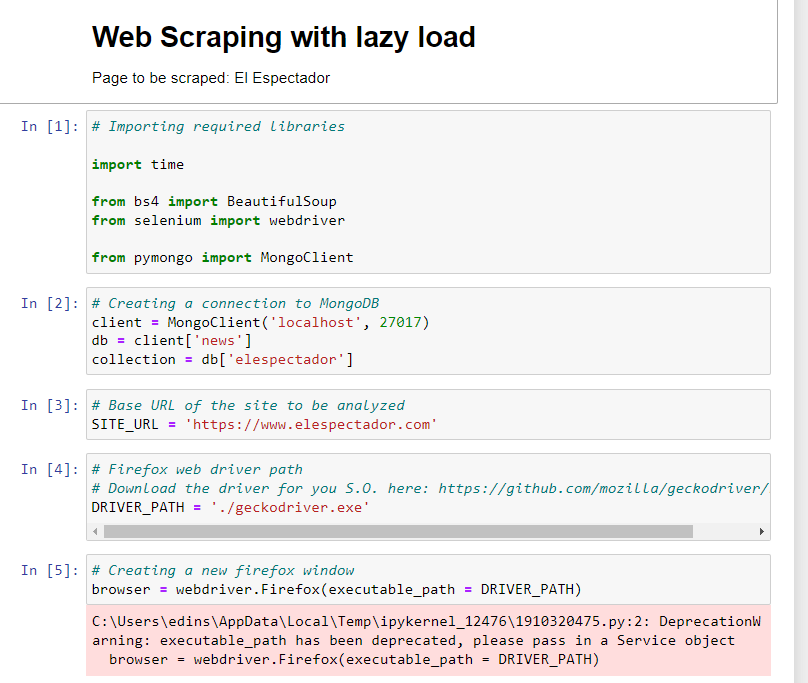 Web Scraping with lazy load
Page to be scraped: El Espectador
In [1]:
# Importing required libraries
import time
from bs4 import BeautifulSoup
from selenium import webdriver
from pymongo import MongoClient
In [2]:
# Creating a connection to MongoDB
client = MongoClient('localhost', 27017)
db = client['news']
collection = db['elespectador']
In [3]:
# Base URL of the site to be analyzed
SITE_URL = 'https://www.elespectador.com'
In [4]:
# Firefox web driver path
# Download the driver for you S.O. here: https://github.com/mozilla/geckodriver/
DRIVER_PATH = './geckodriver.exe'
In [5]:
# Creating a new firefox window
browser = webdriver.Firefox(executable_path = DRIVER_PATH)
C:\Users\edins\AppData\Local\Temp\ipykernel_12476\1910320475.py:2: DeprecationW
arning: executable_path has been deprecated, please pass in a Service object
browser = webdriver.Firefox(executable_path = DRIVER_PATH)